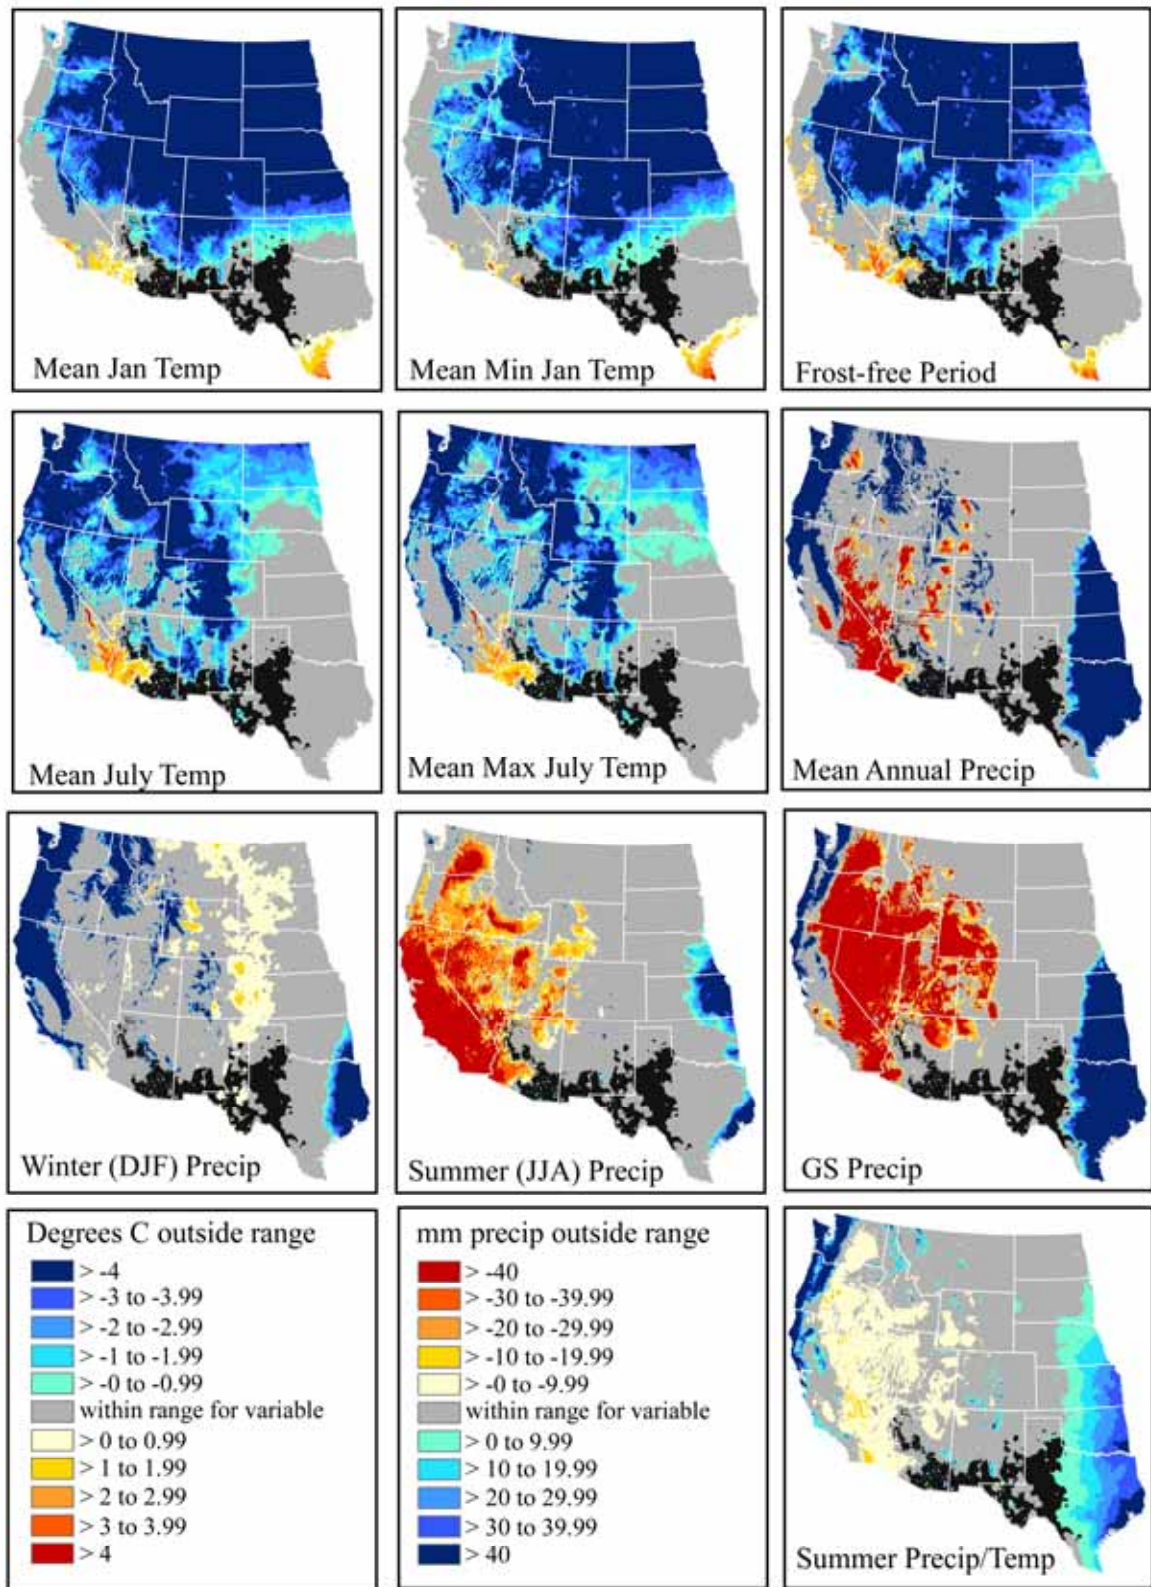 Mean Jan Temp
Mean Min Jan Temp
Frost-free Period
Mean July Temp
Mean Max July Temp
Mean Annual Precip
Winter (DJF) Precip
Summer (JJA) Precip
GS Precip
Degrees C outside range
> -4
> -3 to -3.99
> -2 to -2.99
> -1 to -1.99
> -0 to -0.99
within range for variable
> 0 to 0.99
> 1 to 1.99
> 2 to 2.99
> 3 to 3.99
> 4
mm precip outside range
> -40
> -30 to -39.99
> -20 to -29.99
> -10 to -19.99
> -0 to -9.99
within range for variable
> 0 to 9.99
> 10 to 19.99
> 20 to 29.99
> 30 to 39.99
> 40
Summer Precip/Temp